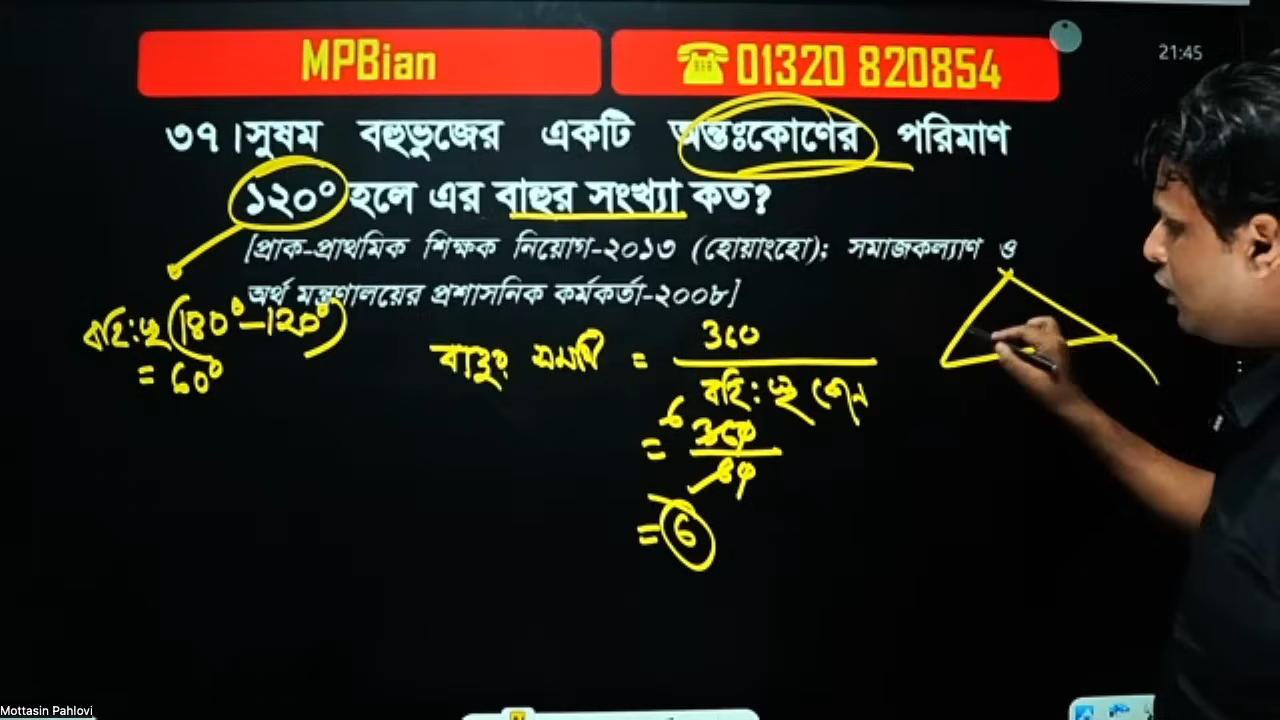 MPBian
01320 820854
21:45
৩৭।সুষম বহুভুজের একটি অন্তঃকোণের পরিমাণ
১২০° হলে এর বাহুর সংখ্যা কত?
[প্রাক-প্রাথমিক শিক্ষক নিয়োগ-২০১৩ (হোয়াংহো); সমাজকল্যাণ ও
অর্থ মন্ত্রণালয়ের প্রশাসনিক কর্মকর্তা-২০০৮]
বহিঃস্থ (180°-120°)
= 60°
বাহুর = 360
বহিঃস্থ কোন
6
= 360
60
= 6
Mottasin Pahlovi